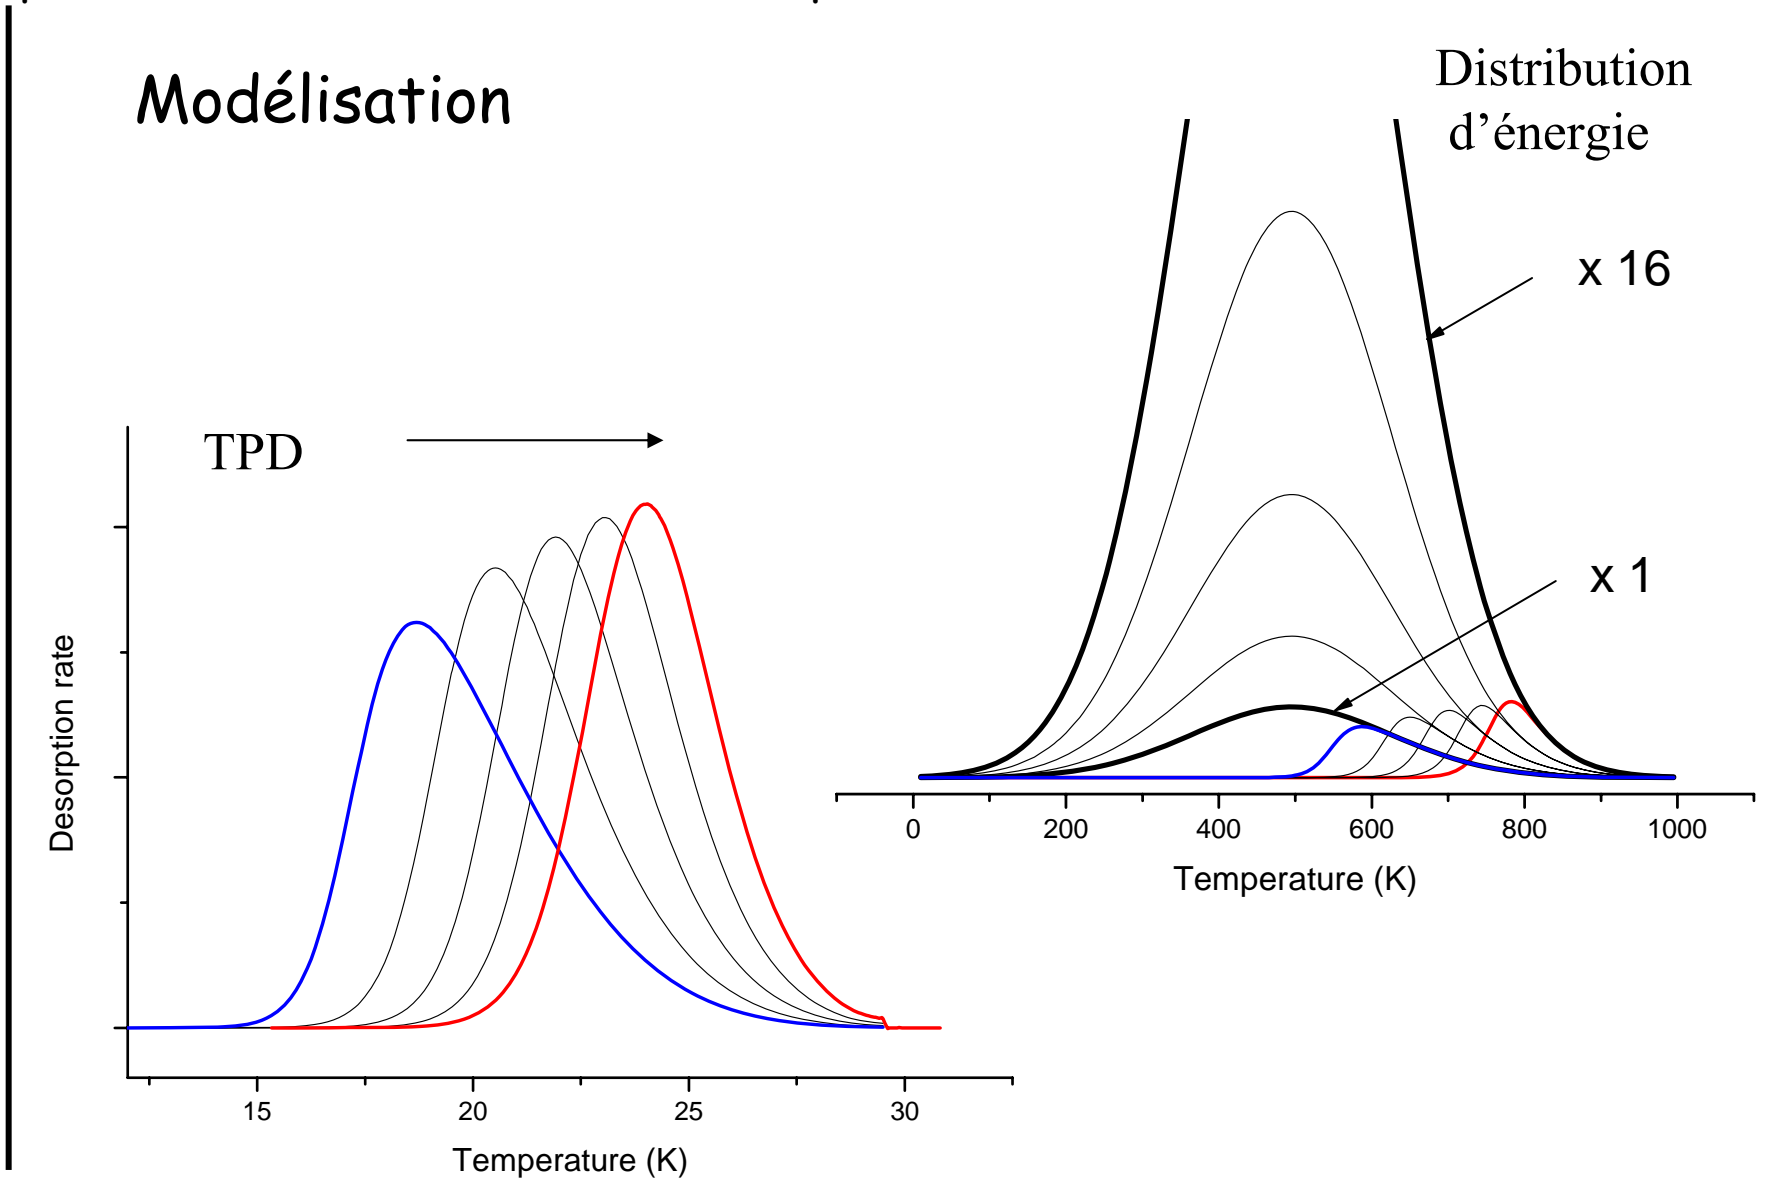 Modélisation
Distribution
d’énergie
x 16
x 1
0 200 400 600 800 1000
Temperature (K)
TPD
Desorption rate
15 20 25 30
Temperature (K)